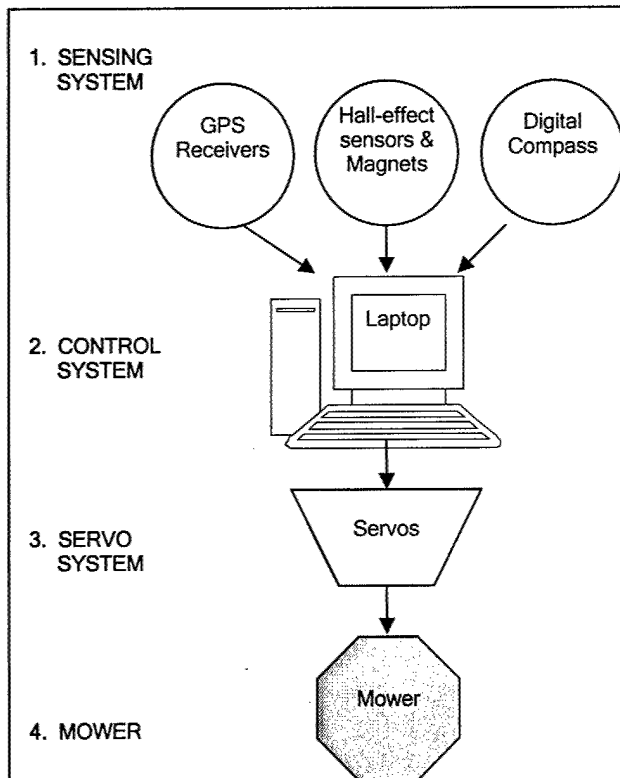 1. SENSING
SYSTEM
GPS
Receivers
Hall-effect
sensors &
Magnets
Digital
Compass
Laptop
2. CONTROL
SYSTEM
Servos
3. SERVO
SYSTEM
Mower
4. MOWER